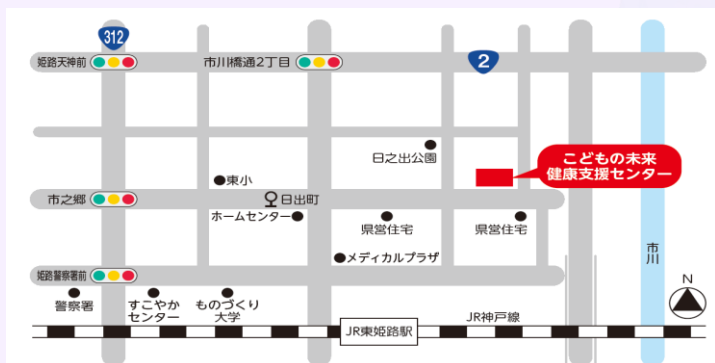 312
姫路天神前
市川橋通2丁目
2
日之出公園
こどもの未来
健康支援センター
東小
市之郷
日出町
ホームセンター
県営住宅
県営住宅
メディカルプラザ
市川
姫路警察署前
N
警察署
すこやか
センター
ものづくり
大学
JR東姫路駅
JR神戸線